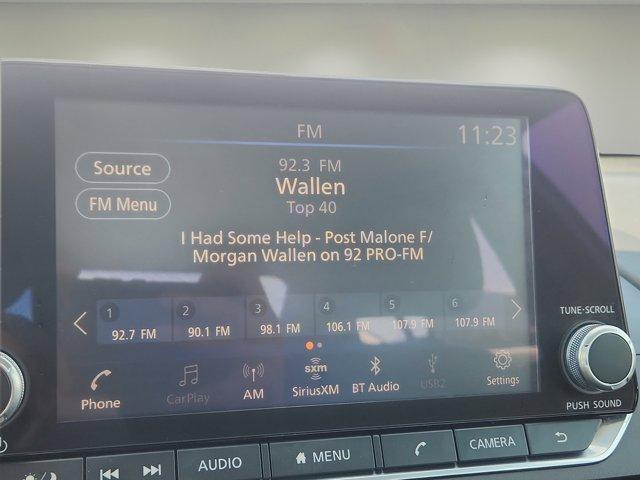 FM
11:23
Source
92.3 FM
Wallen
FM Menu
Top 40
I Had Some Help - Post Malone F/
Morgan Wallen on 92 PRO-FM
1 2 3 4 5 6
92.7 FM 90.1 FM 98.1 FM 106.1 FM 107.9 FM 107.9 FM
sxm
Phone CarPlay AM SiriusXM BT Audio USB2 Settings
TUNE·SCROLL
PUSH SOUND
AUDIO MENU CAMERA